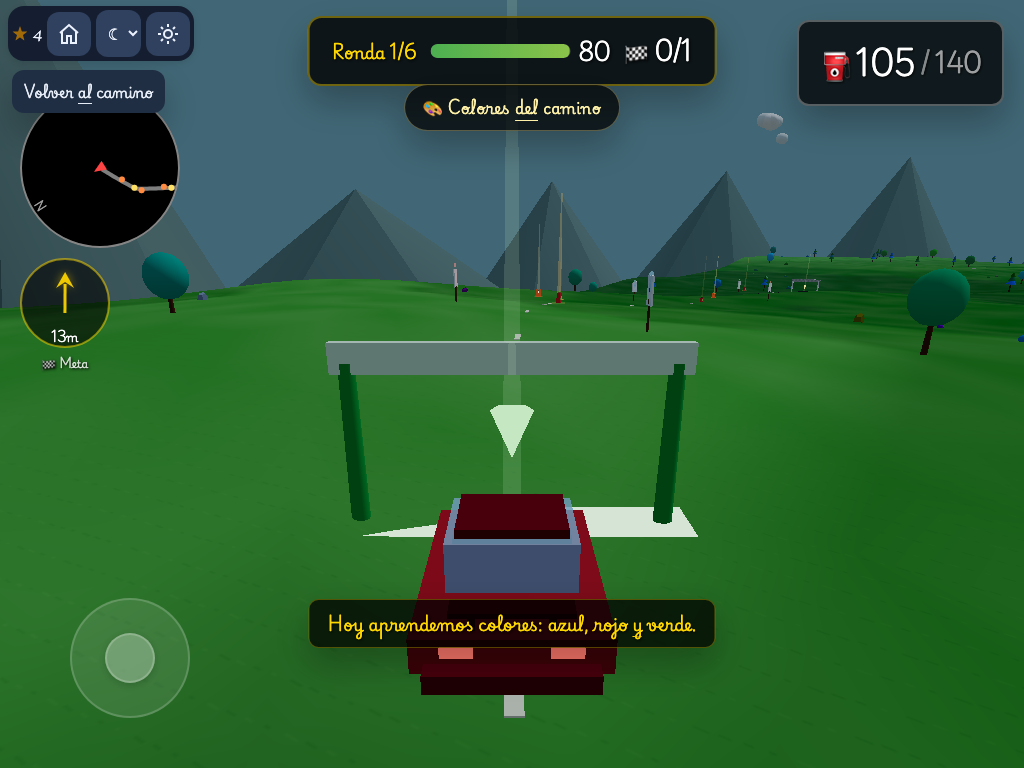 4
Ronda 1/6 80 0/1
105/140
Volver al camino
Colores del camino
N
13m
Meta
Hoy aprendemos colores: azul, rojo y verde.